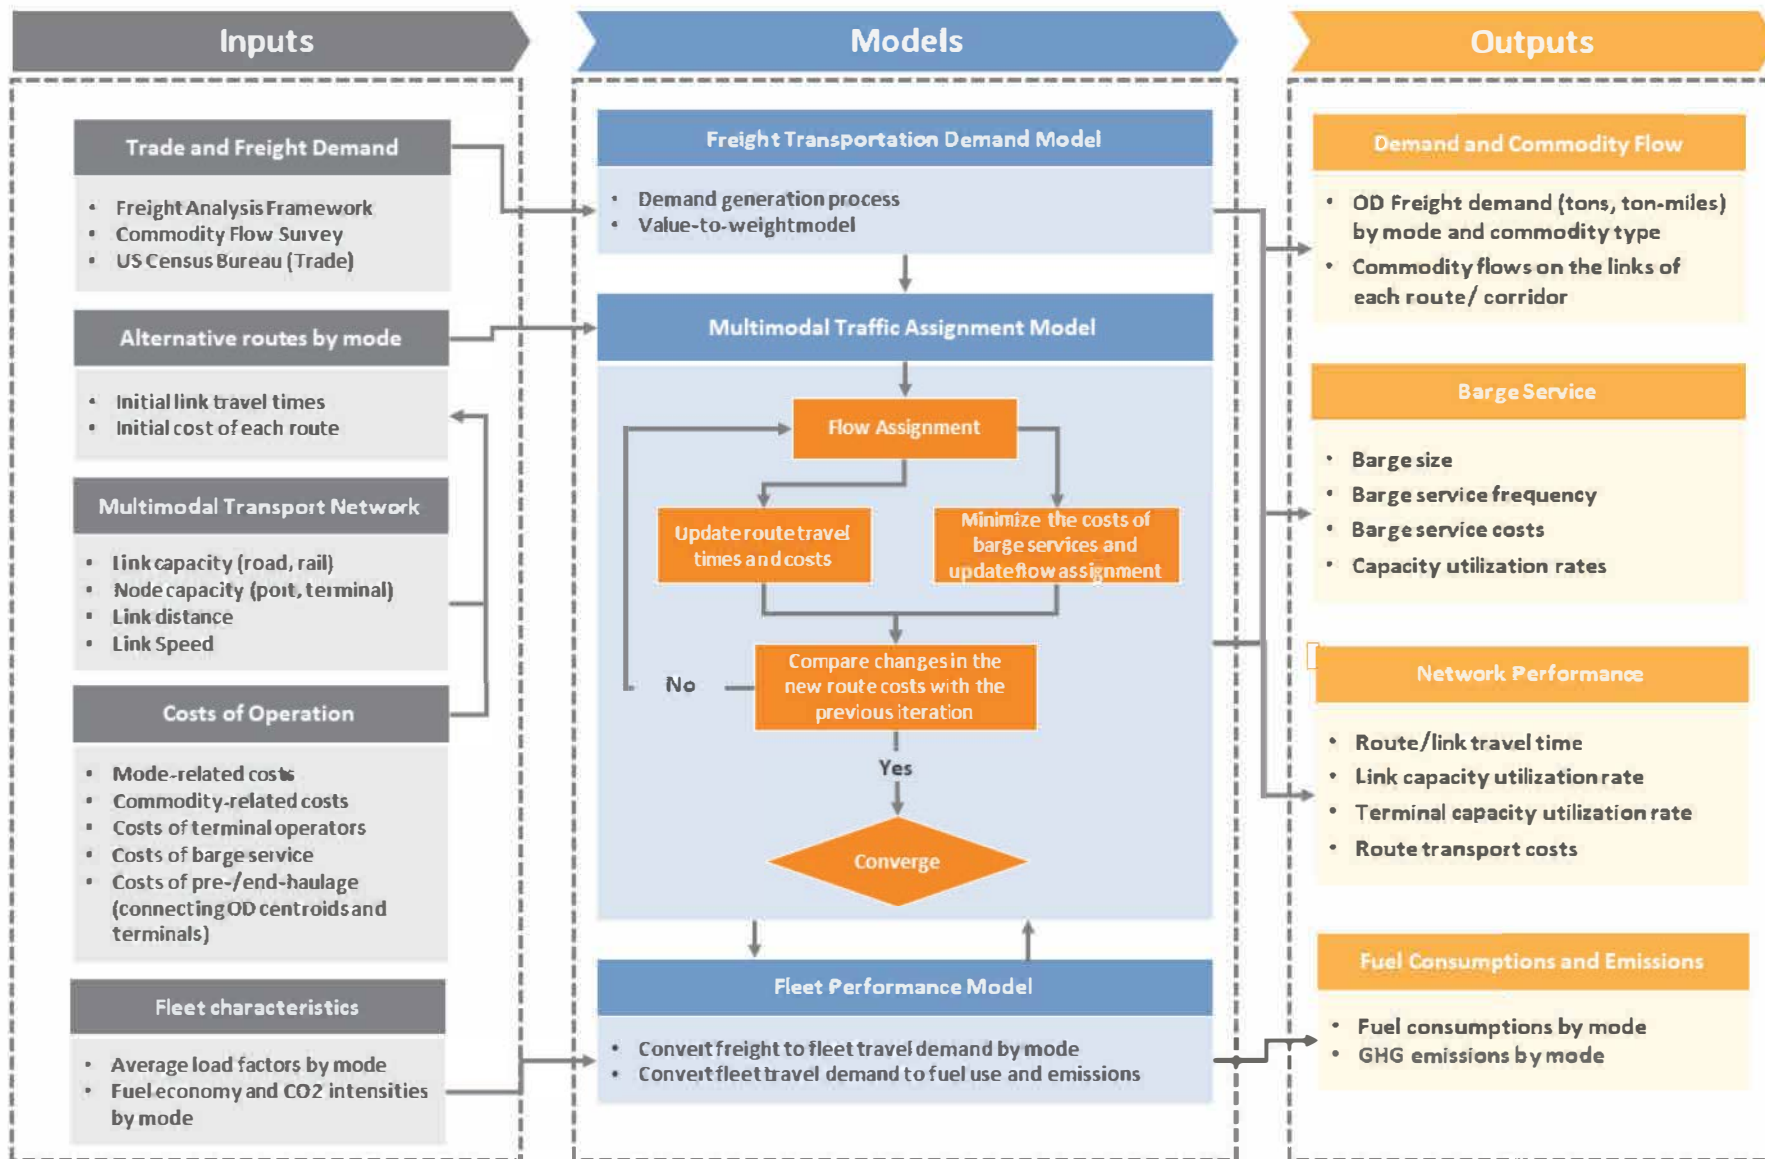 Inputs
Models
Outputs
Trade and Freight Demand
• Freight Analysis Framework
• Commodity Flow Survey
• US Census Bureau (Trade)
Alternative routes by mode
• Initial link travel times
• Initial cost of each route
Multimodal Transport Network
• Link capacity (road, rail)
• Node capacity (port, terminal)
• Link distance
• Link Speed
Costs of Operation
• Mode-related costs
• Commodity-related costs
• Costs of terminal operators
• Costs of barge service
• Costs of pre-/end-haulage
(connecting OD centroids and
terminals)
Fleet characteristics
• Average load factors by mode
• Fuel economy and CO2 intensities
by mode
Freight Transportation Demand Model
• Demand generation process
• Value-to-weight model
Multimodal Traffic Assignment Model
Flow Assignment
Update route travel
times and costs
Minimize the costs of
barge services and
update flow assignment
Compare changes in the
new route costs with the
previous iteration
No
Yes
Converge
Fleet Performance Model
• Convert freight to fleet travel demand by mode
• Convert fleet travel demand to fuel use and emissions
Demand and Commodity Flow
• OD Freight demand (tons, ton-miles)
by mode and commodity type
• Commodity flows on the links of
each route/ corridor
Barge Service
• Barge size
• Barge service frequency
• Barge service costs
• Capacity utilization rates
Network Performance
• Route/link travel time
• Link capacity utilization rate
• Terminal capacity utilization rate
• Route transport costs
Fuel Consumptions and Emissions
• Fuel consumptions by mode
• GHG emissions by mode